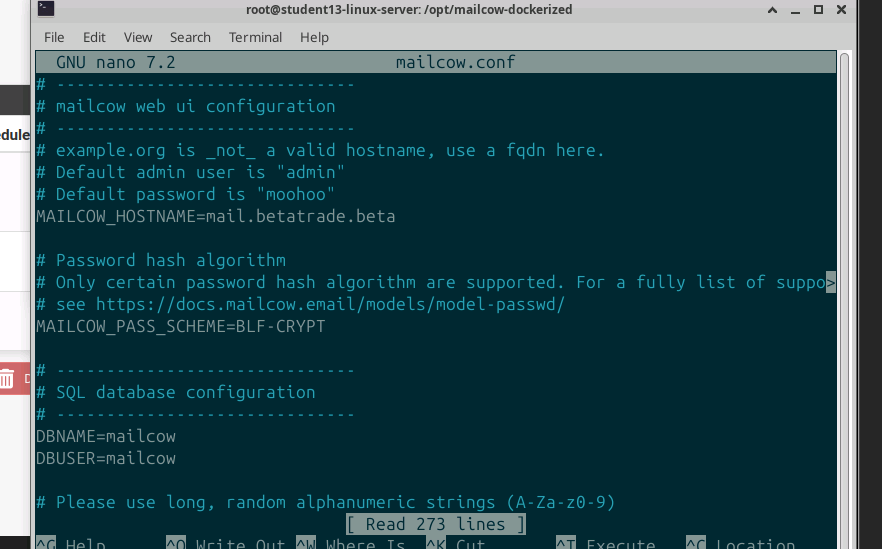 root@student13-linux-server: /opt/mailcow-dockerized
File Edit View Search Terminal Help
GNU nano 7.2 mailcow.conf
# ------------------------------
# mailcow web ui configuration
# ------------------------------
# example.org is _not_ a valid hostname, use a fqdn here.
# Default admin user is "admin"
# Default password is "moohoo"
MAILCOW_HOSTNAME=mail.betatrade.beta
# Password hash algorithm
# Only certain password hash algorithm are supported. For a fully list of suppo>
# see https://docs.mailcow.email/models/model-passwd/
MAILCOW_PASS_SCHEME=BLF-CRYPT
# ------------------------------
# SQL database configuration
# ------------------------------
DBNAME=mailcow
DBUSER=mailcow
# Please use long, random alphanumeric strings (A-Za-z0-9)
[ Read 273 lines ]
^G Help ^O Write Out ^W Where Is ^K Cut ^T Execute ^C Location